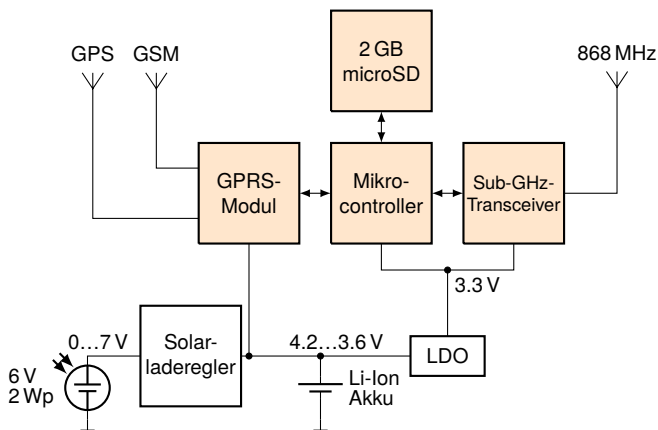 GPS
GSM
2 GB
microSD
868 MHz
GPRS-
Modul
Mikro-
controller
Sub-GHz-
Transceiver
3.3 V
0...7 V
Solar-
laderegler
4.2...3.6 V
LDO
6 V
2 Wp
Li-Ion
Akku